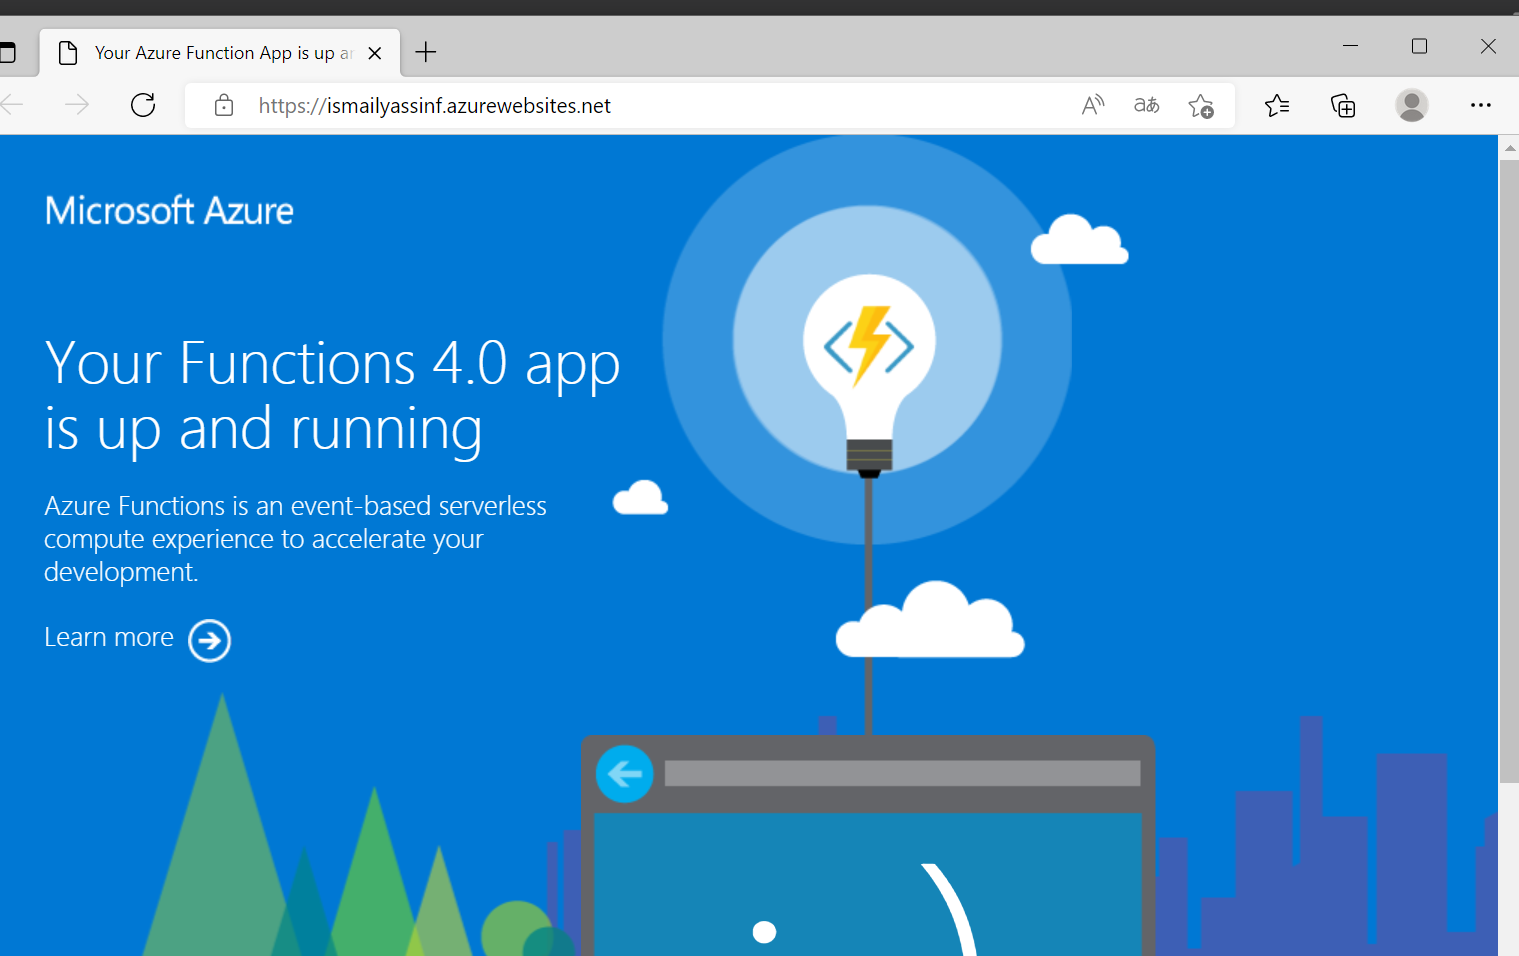 Your Azure Function App is up ar
https://ismailyassinf.azurewebsites.net
Microsoft Azure
Your Functions 4.0 app
is up and running
Azure Functions is an event-based serverless
compute experience to accelerate your
development.
Learn more